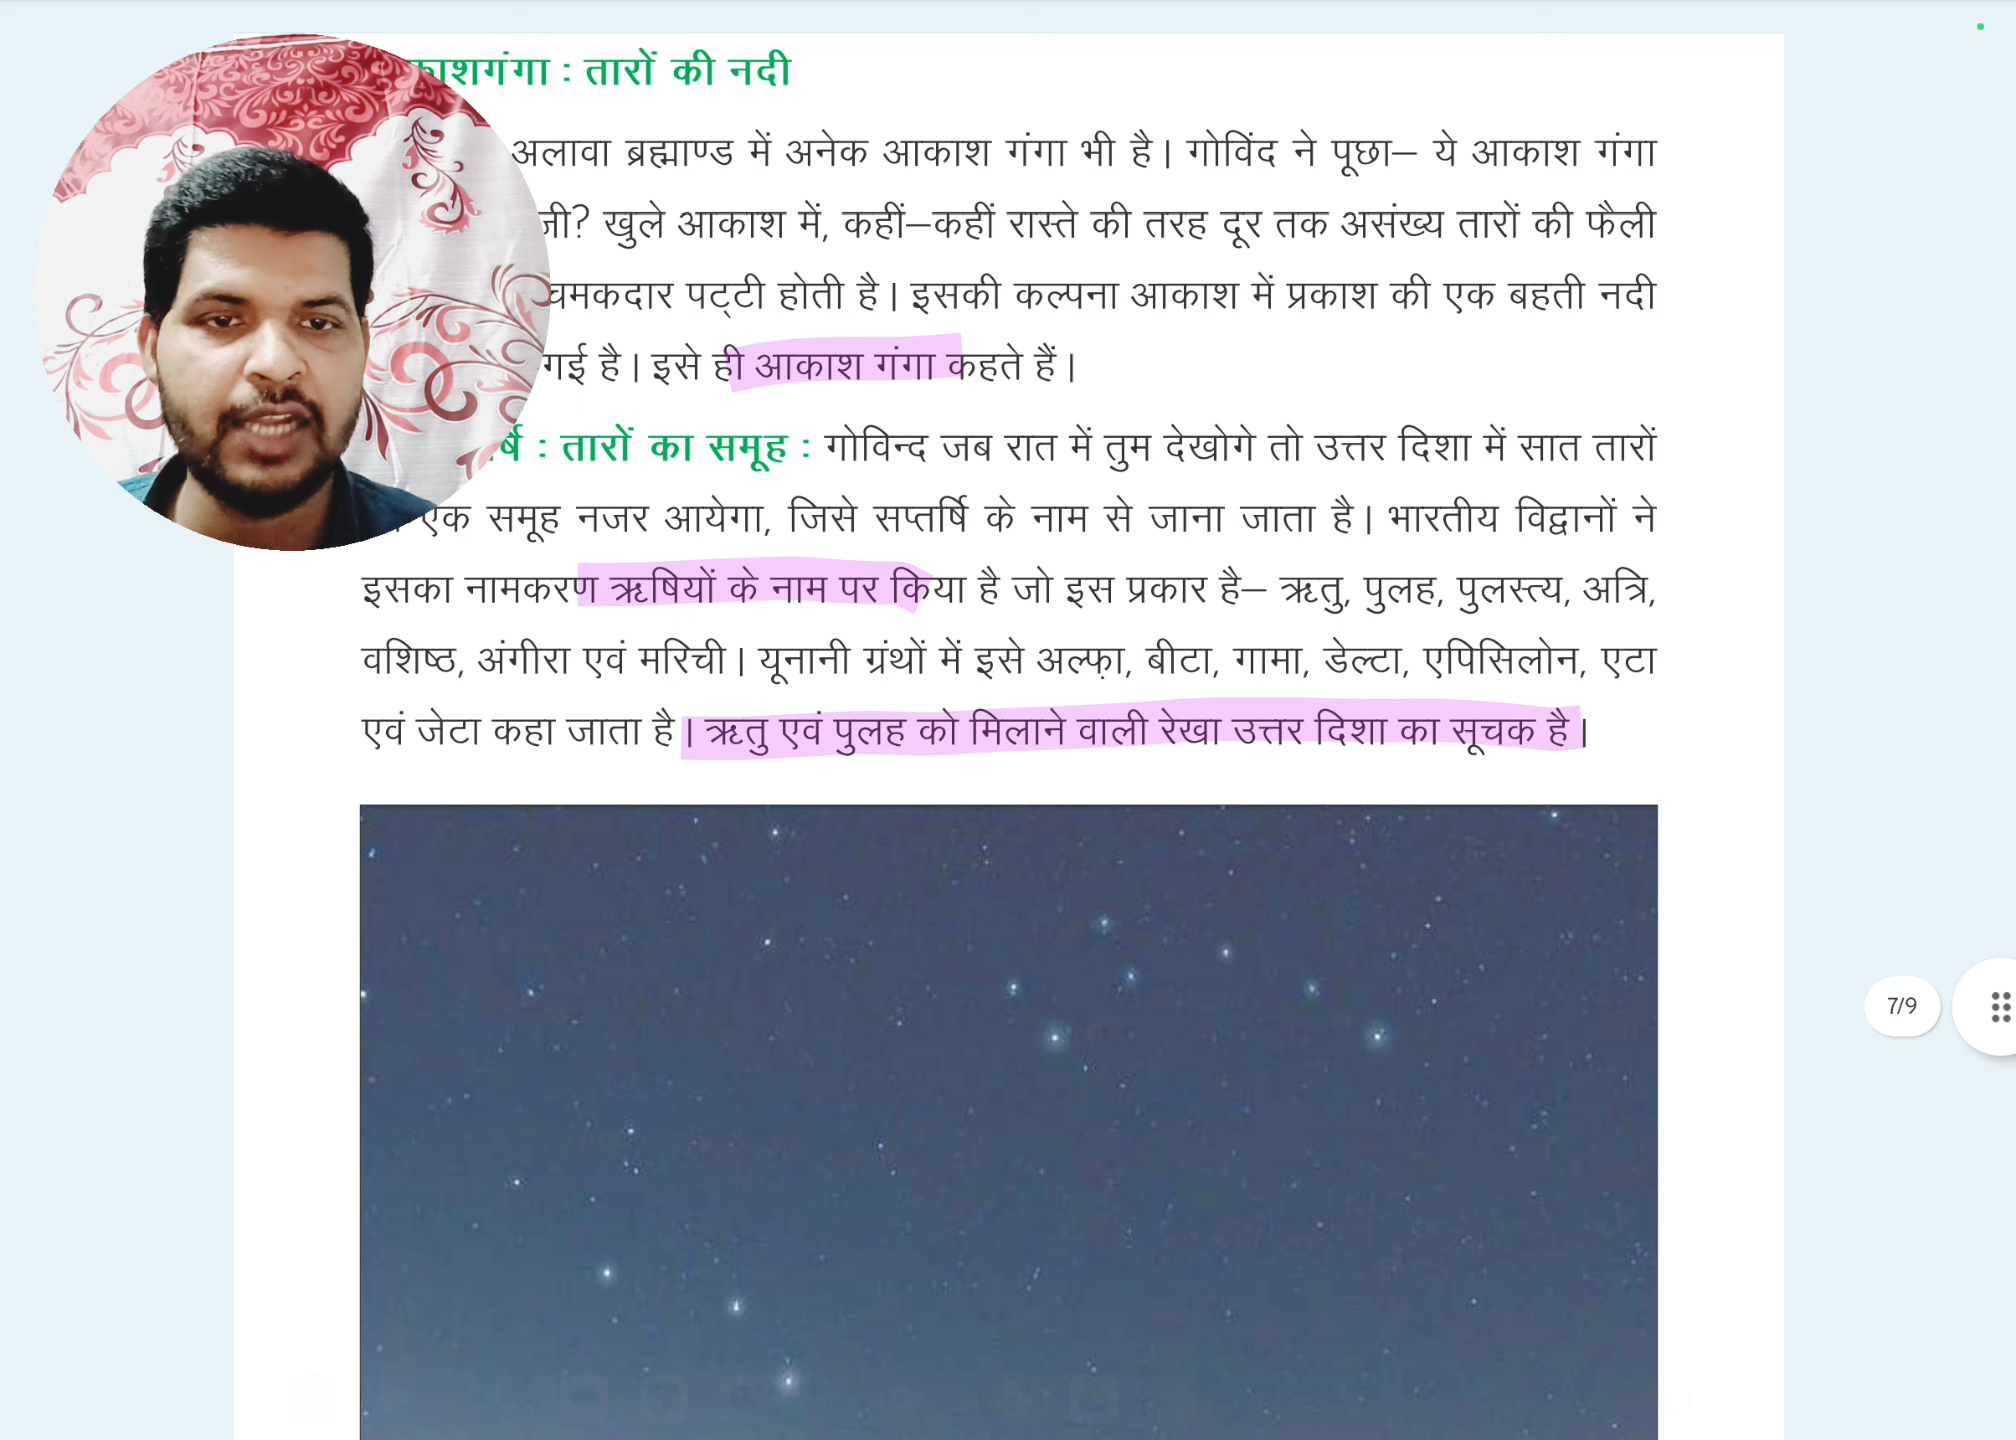 काशगंगा : तारों की नदी
अलावा ब्रह्माण्ड में अनेक आकाश गंगा भी है। गोविंद ने पूछा– ये आकाश गंगा
जी? खुले आकाश में, कहीं–कहीं रास्ते की तरह दूर तक असंख्य तारों की फैली
चमकदार पट्टी होती है। इसकी कल्पना आकाश में प्रकाश की एक बहती नदी
गई है। इसे ही आकाश गंगा कहते हैं।
र्षि : तारों का समूह : गोविन्द जब रात में तुम देखोगे तो उत्तर दिशा में सात तारों
एक समूह नजर आयेगा, जिसे सप्तर्षि के नाम से जाना जाता है। भारतीय विद्वानों ने
इसका नामकरण ऋषियों के नाम पर किया है जो इस प्रकार है– ऋतु, पुलह, पुलस्त्य, अत्रि,
वशिष्ठ, अंगीरा एवं मरिची। यूनानी ग्रंथों में इसे अल्फ़ा, बीटा, गामा, डेल्टा, एपिसिलोन, एटा
एवं जेटा कहा जाता है। ऋतु एवं पुलह को मिलाने वाली रेखा उत्तर दिशा का सूचक है।
7/9